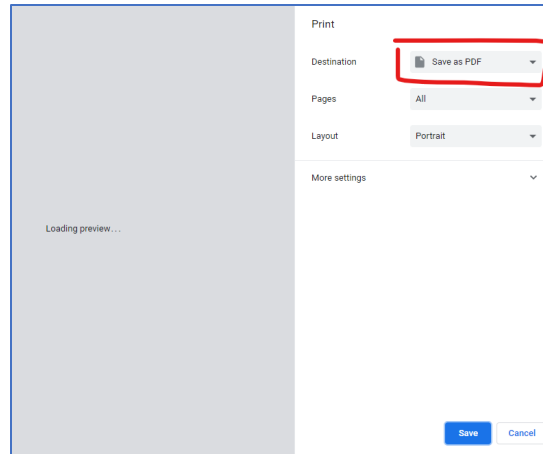 Print
Destination Save as PDF
Pages All
Layout Portrait
More settings
Loading preview...
Save Cancel